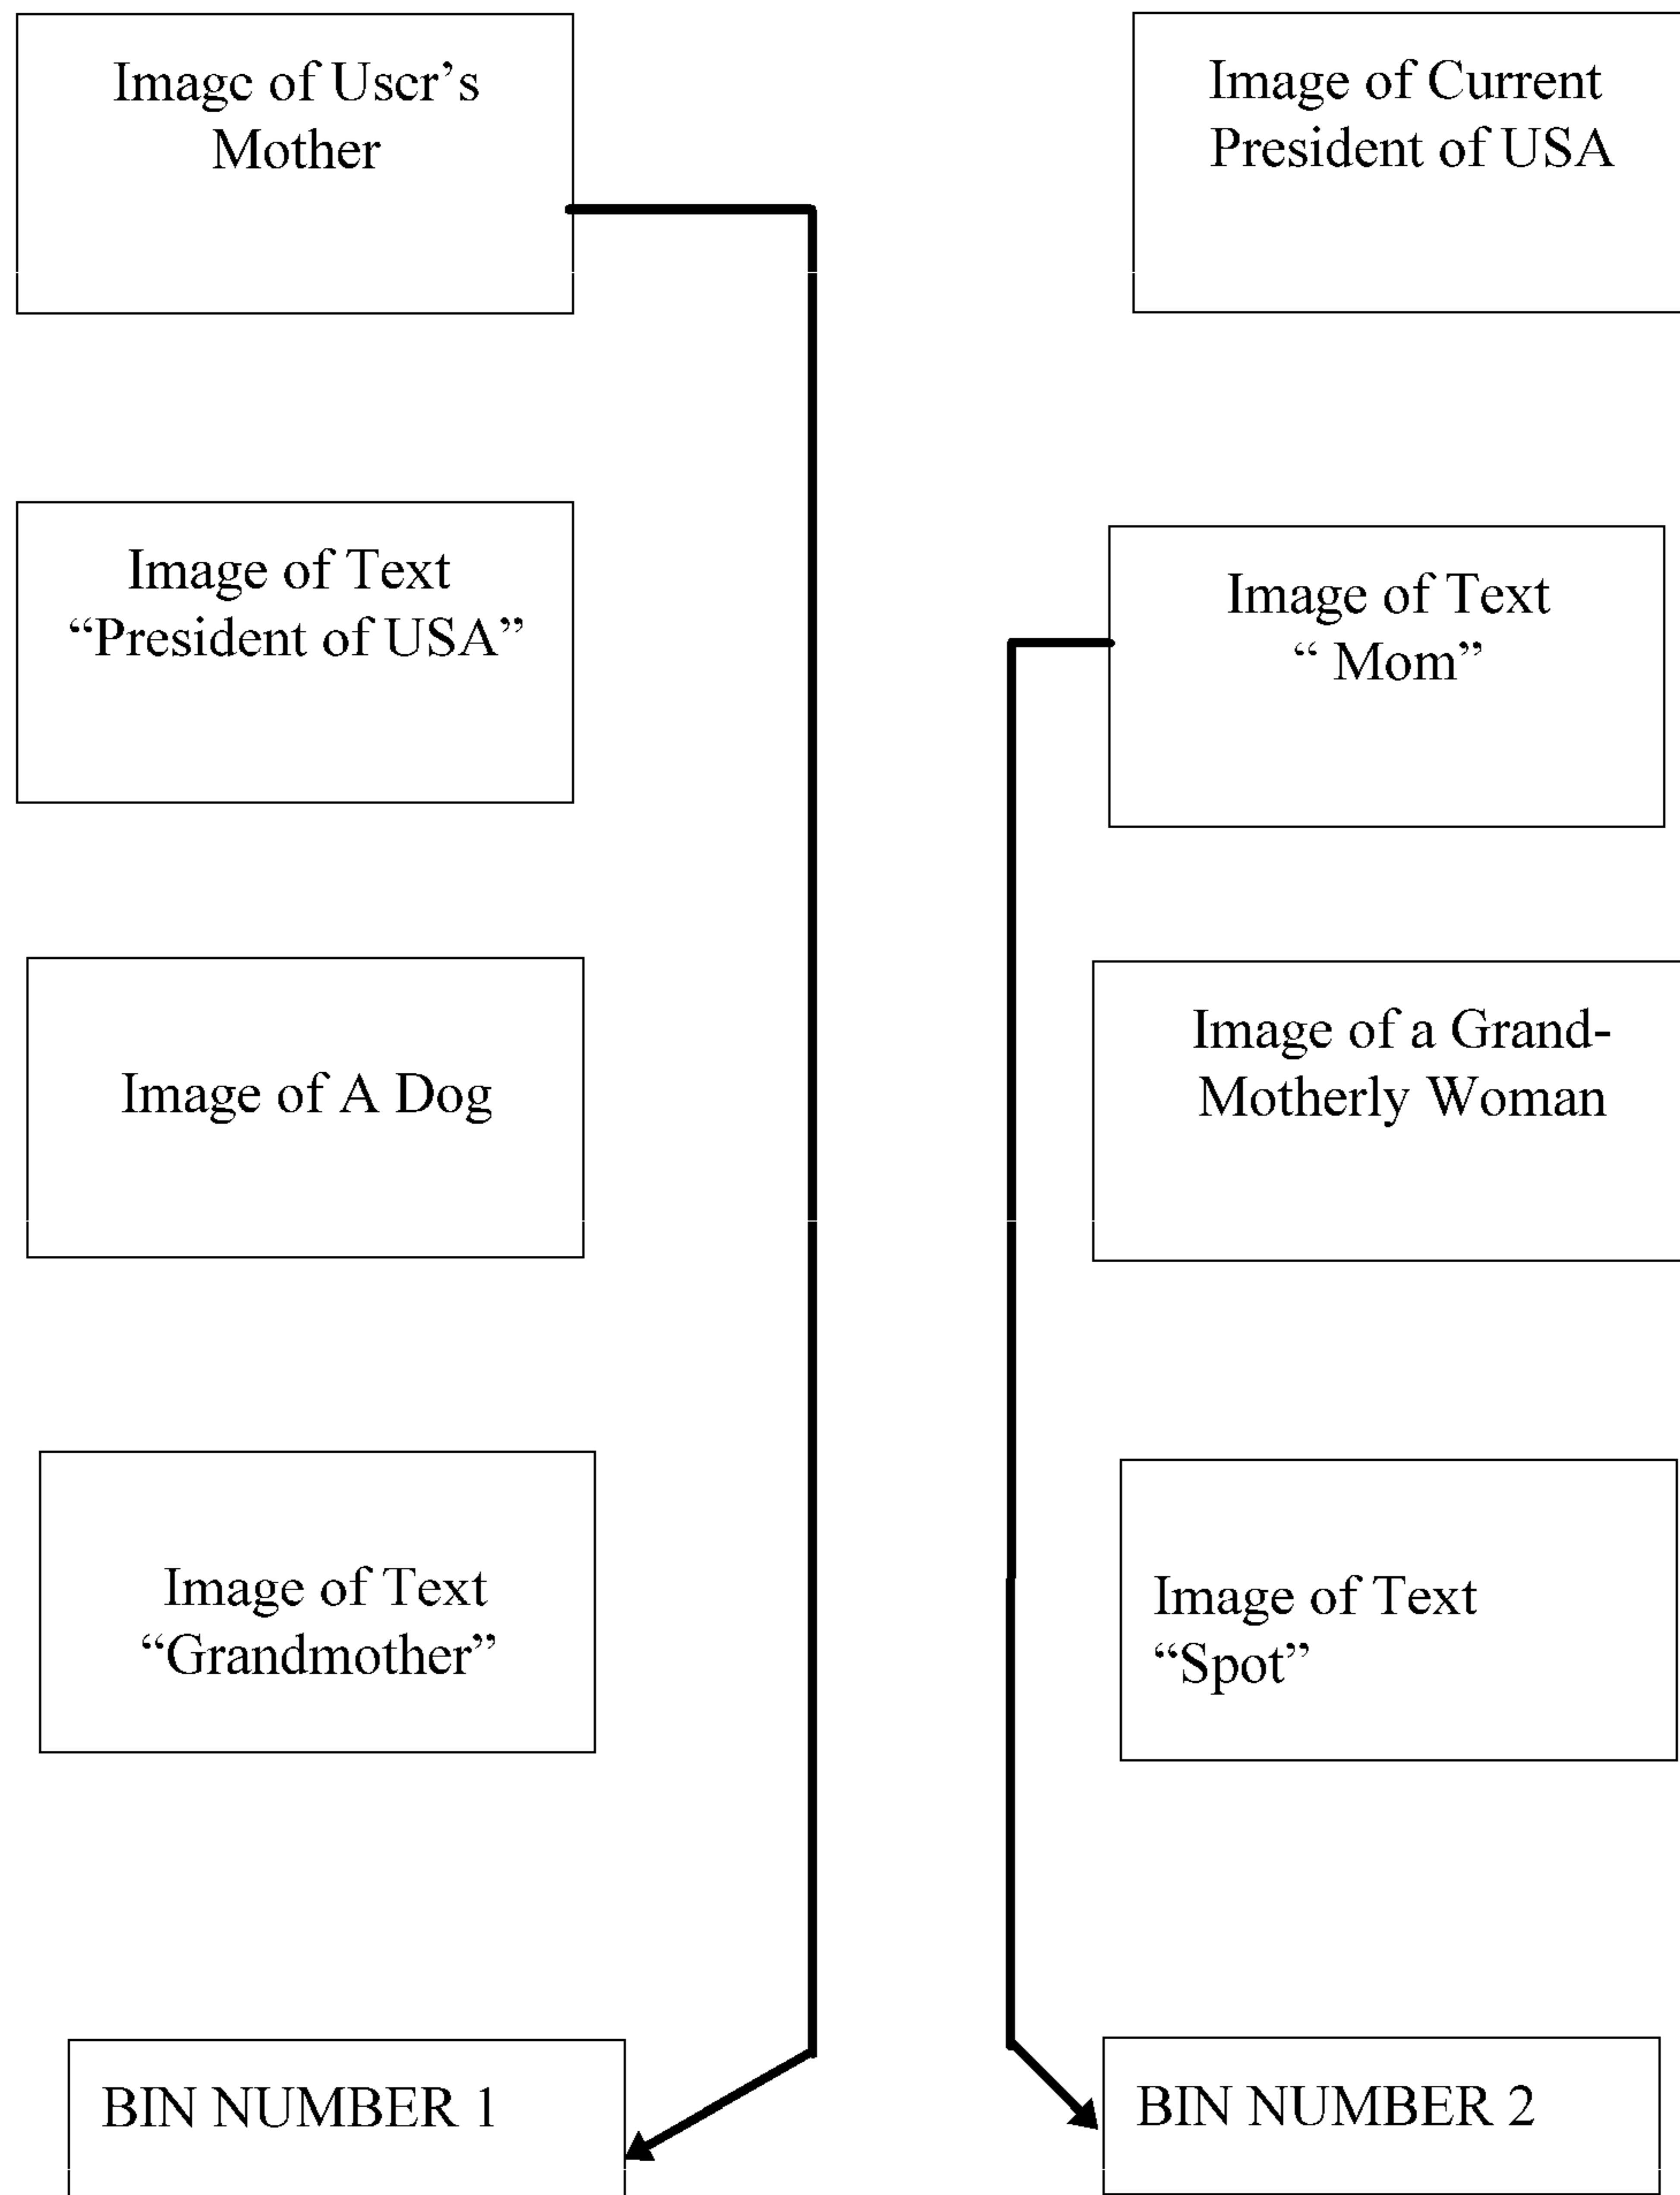 Image of User's
Mother
Image of Current
President of USA
Image of Text
“President of USA”
Image of Text
“ Mom”
Image of A Dog
Image of a Grand-
Motherly Woman
Image of Text
“Grandmother”
Image of Text
“Spot”
BIN NUMBER 1
BIN NUMBER 2